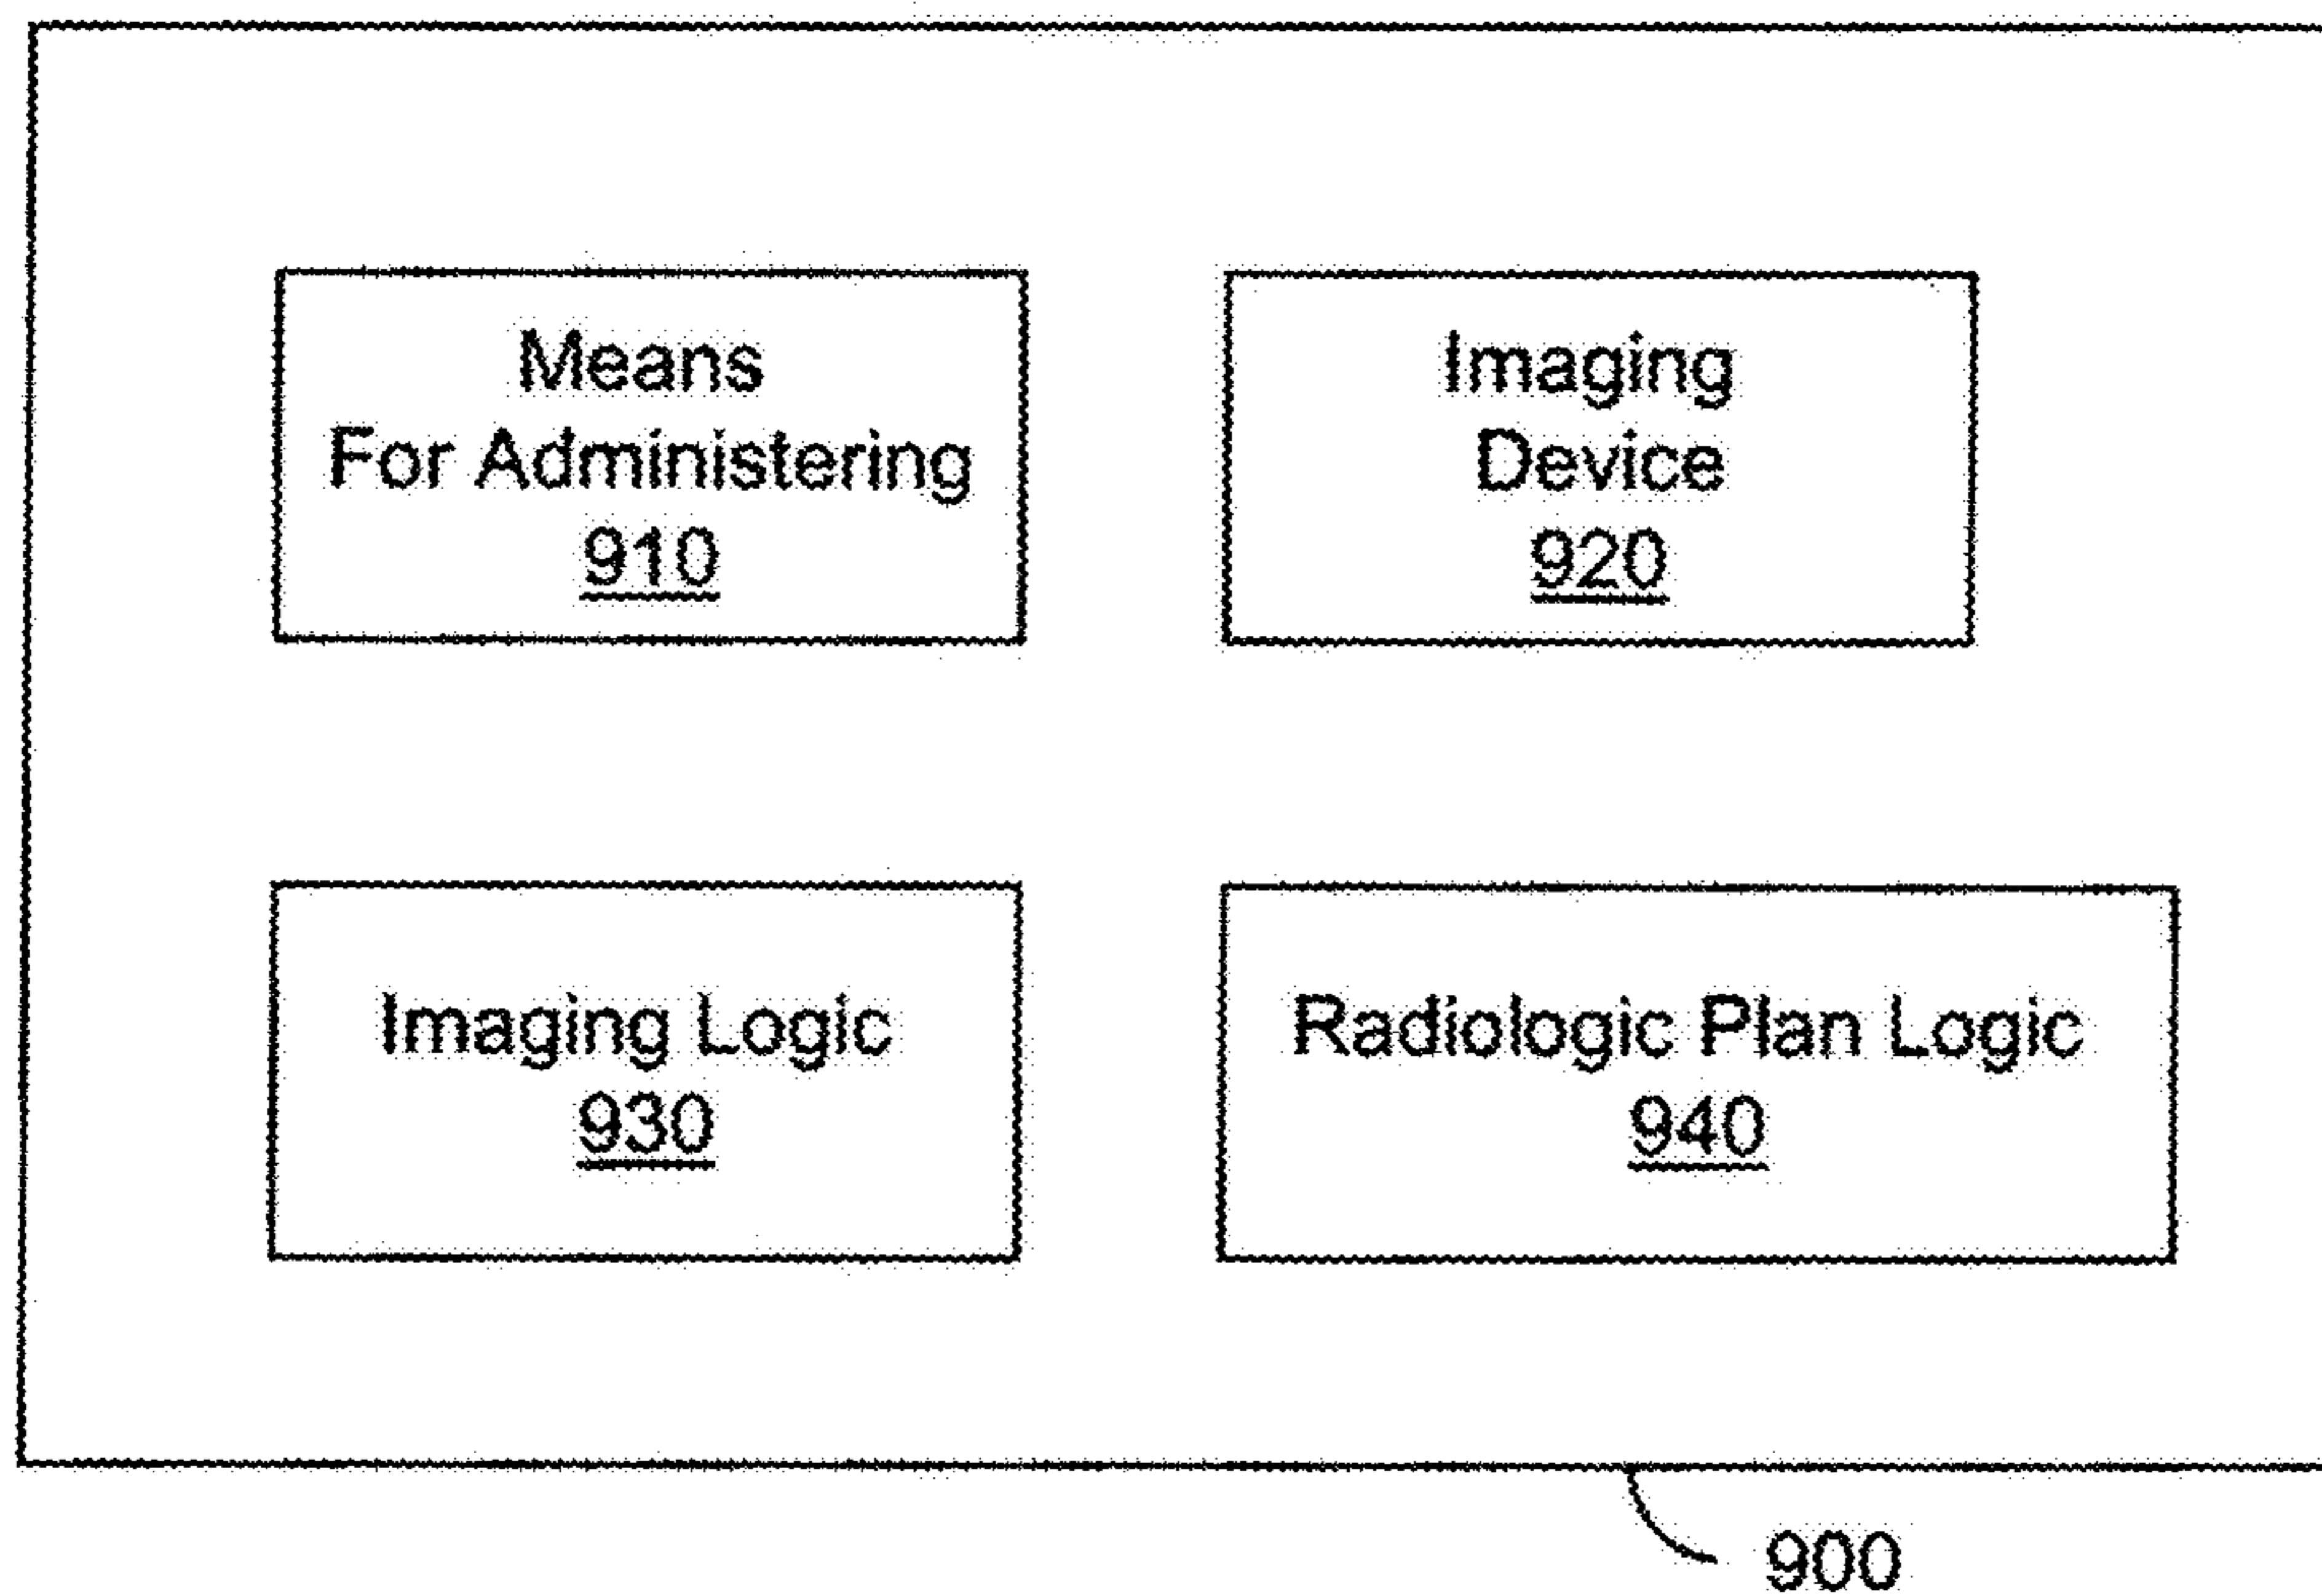 Means
For Administering
910
Imaging
Device
920
Imaging Logic
930
Radiologic Plan Logic
940
900